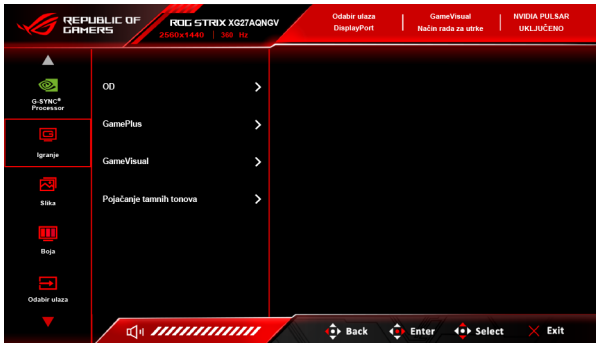 REPUBLIC OF
GAMERS
ROG STRIX XG27AQNGV
2560x1440 | 360 Hz
Odabir ulaza
DisplayPort
GameVisual
Način rada za utrke
NVIDIA PULSAR
UKLJUČENO
G-SYNC®
Processor
Igranje
Slika
Boja
Odabir ulaza
OD
GamePlus
GameVisual
Pojačanje tamnih tonova
Back
Enter
Select
Exit